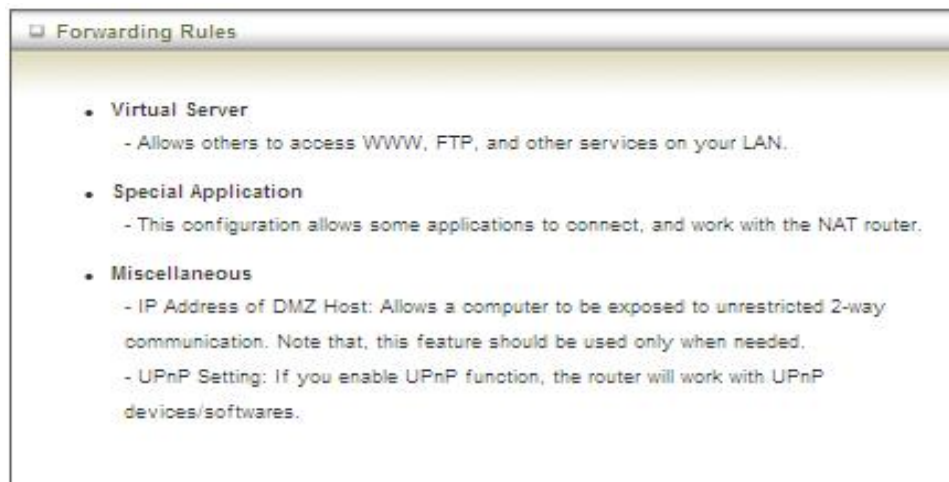 Forwarding Rules
• Virtual Server
- Allows others to access WWW, FTP, and other services on your LAN.
• Special Application
- This configuration allows some applications to connect, and work with the NAT router.
• Miscellaneous
- IP Address of DMZ Host: Allows a computer to be exposed to unrestricted 2-way
communication. Note that, this feature should be used only when needed.
- UPnP Setting: If you enable UPnP function, the router will work with UPnP
devices/softwares.